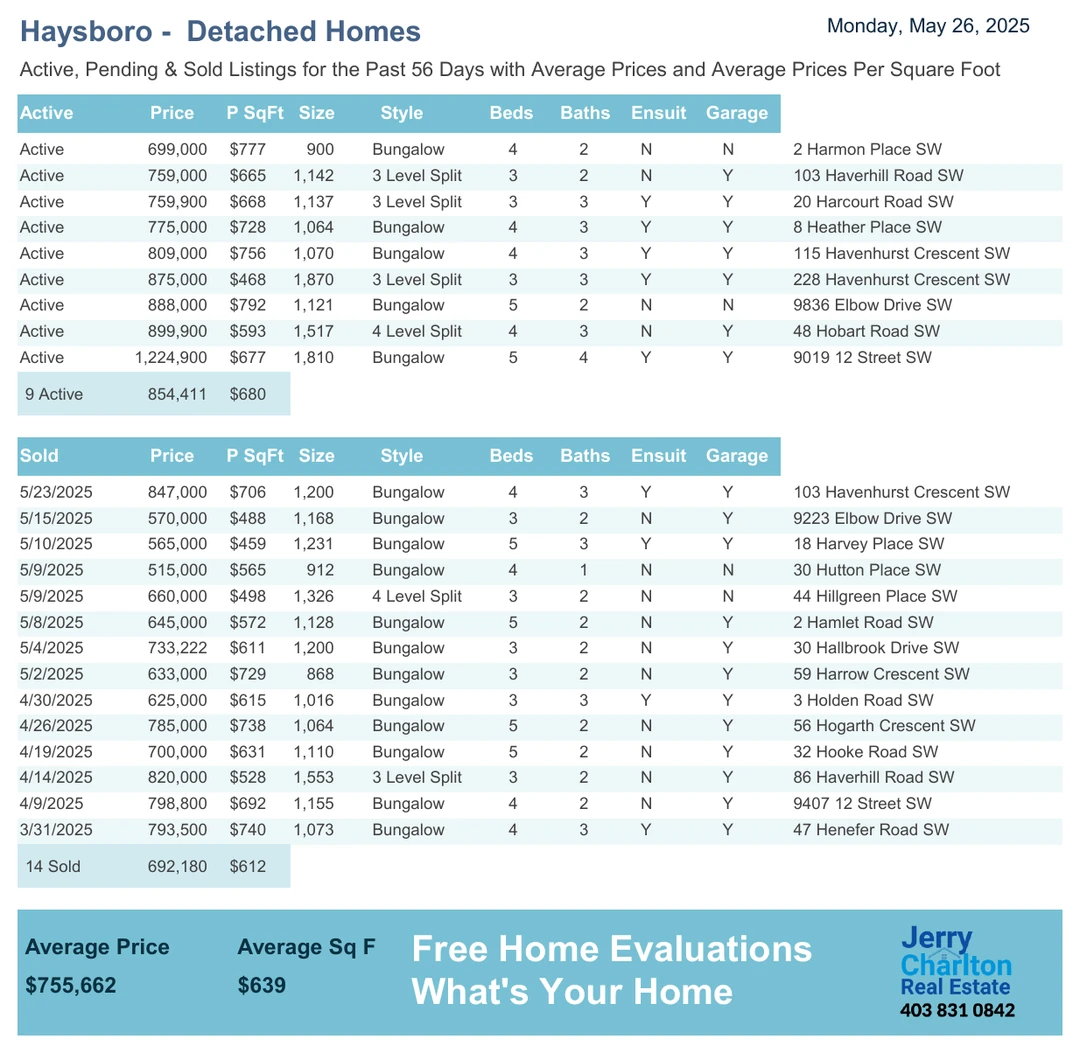 Haysboro - Detached Homes
Monday, May 26, 2025
Active, Pending & Sold Listings for the Past 56 Days with Average Prices and Average Prices Per Square Foot
Active Price P SqFt Size Style Beds Baths Ensuit Garage
Active 699,000 $777 900 Bungalow 4 2 N N 2 Harmon Place SW
Active 759,000 $665 1,142 3 Level Split 3 2 N Y 103 Haverhill Road SW
Active 759,900 $668 1,137 3 Level Split 3 3 Y Y 20 Harcourt Road SW
Active 775,000 $728 1,064 Bungalow 4 3 Y Y 8 Heather Place SW
Active 809,000 $756 1,070 Bungalow 4 3 Y Y 115 Havenhurst Crescent SW
Active 875,000 $468 1,870 3 Level Split 3 3 Y Y 228 Havenhurst Crescent SW
Active 888,000 $792 1,121 Bungalow 5 2 N N 9836 Elbow Drive SW
Active 899,900 $593 1,517 4 Level Split 4 3 N Y 48 Hobart Road SW
Active 1,224,900 $677 1,810 Bungalow 5 4 Y Y 9019 12 Street SW
9 Active 854,411 $680
Sold Price P SqFt Size Style Beds Baths Ensuit Garage
5/23/2025 847,000 $706 1,200 Bungalow 4 3 Y Y 103 Havenhurst Crescent SW
5/15/2025 570,000 $488 1,168 Bungalow 3 2 N Y 9223 Elbow Drive SW
5/10/2025 565,000 $459 1,231 Bungalow 5 3 Y Y 18 Harvey Place SW
5/9/2025 515,000 $565 912 Bungalow 4 1 N N 30 Hutton Place SW
5/9/2025 660,000 $498 1,326 4 Level Split 3 2 N N 44 Hillgreen Place SW
5/8/2025 645,000 $572 1,128 Bungalow 5 2 N Y 2 Hamlet Road SW
5/4/2025 733,222 $611 1,200 Bungalow 3 2 N Y 30 Hallbrook Drive SW
5/2/2025 633,000 $729 868 Bungalow 3 2 N Y 59 Harrow Crescent SW
4/30/2025 625,000 $615 1,016 Bungalow 3 3 Y Y 3 Holden Road SW
4/26/2025 785,000 $738 1,064 Bungalow 5 2 N Y 56 Hogarth Crescent SW
4/19/2025 700,000 $631 1,110 Bungalow 5 2 N Y 32 Hooke Road SW
4/14/2025 820,000 $528 1,553 3 Level Split 3 2 N Y 86 Haverhill Road SW
4/9/2025 798,800 $692 1,155 Bungalow 4 2 N Y 9407 12 Street SW
3/31/2025 793,500 $740 1,073 Bungalow 4 3 Y Y 47 Henefer Road SW
14 Sold 692,180 $612
Average Price Average Sq F
$755,662 $639
Free Home Evaluations
What's Your Home
Jerry
Charlton
Real Estate
403 831 0842